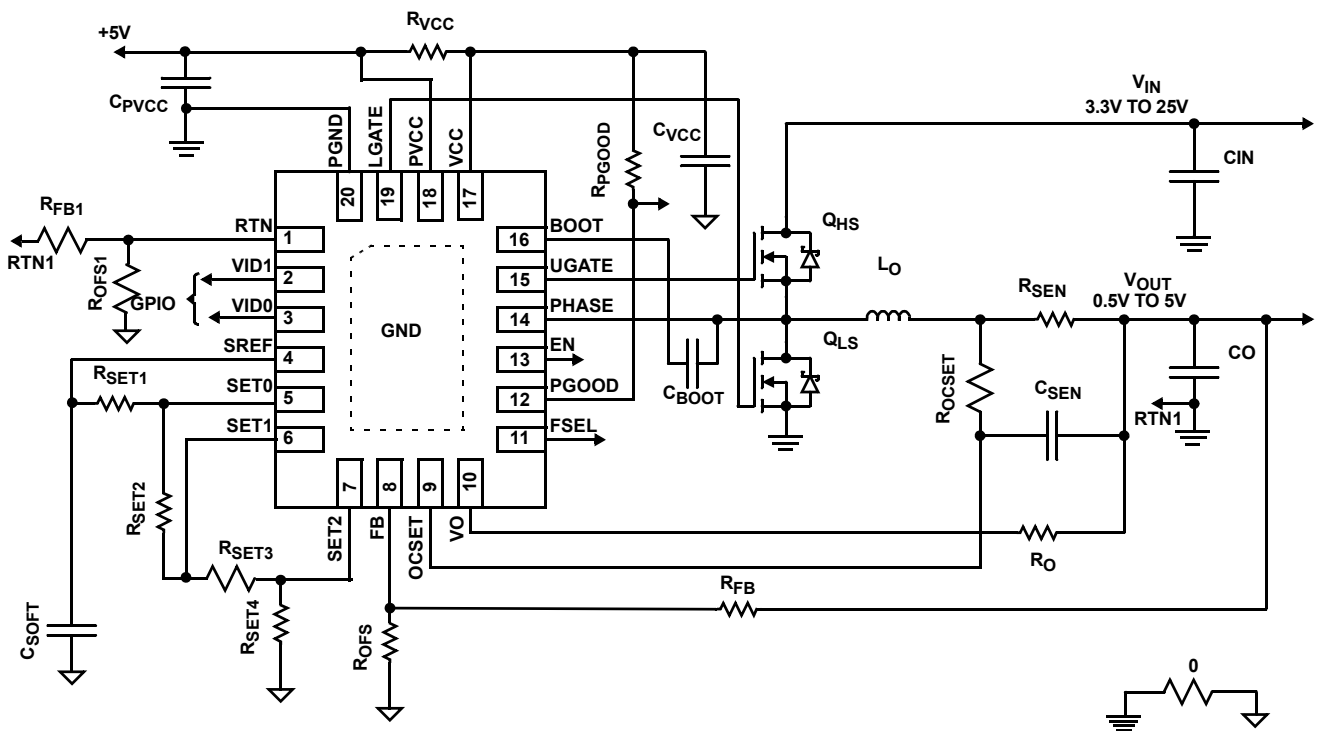 RVCC
+5V
CPVCC
PGND
LGATE
PVCC
VCC
RPGOOD
CVCC
VIN
3.3V TO 25V
CIN
20
19
18
17
RFB1
RTN1
ROFS1
RTN
1
VID1
2
GPIO
VID0
3
SREF
4
RSET1
SET0
5
SET1
6
GND
16
BOOT
15
UGATE
14
PHASE
13
EN
12
PGOOD
11
FSEL
QHS
LO
QLS
CBOOT
RSEN
VOUT
0.5V TO 5V
CO
RTN1
ROCSET
CSEN
7
8
9
10
SET2
FB
OCSET
VO
RSET2
RSET3
RSET4
CSOFT
ROFS
RO
RFB
0